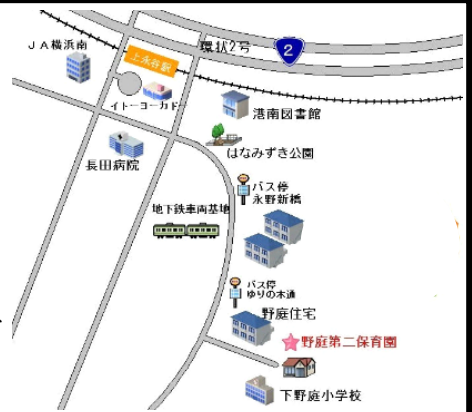 環状2号
2
JA横浜南
上永谷駅
イトーヨーカドー
港南図書館
はなみずき公園
長田病院
バス停
永野新橋
地下鉄車両基地
バス停
ゆりの木通
野庭住宅
野庭第二保育園
下野庭小学校